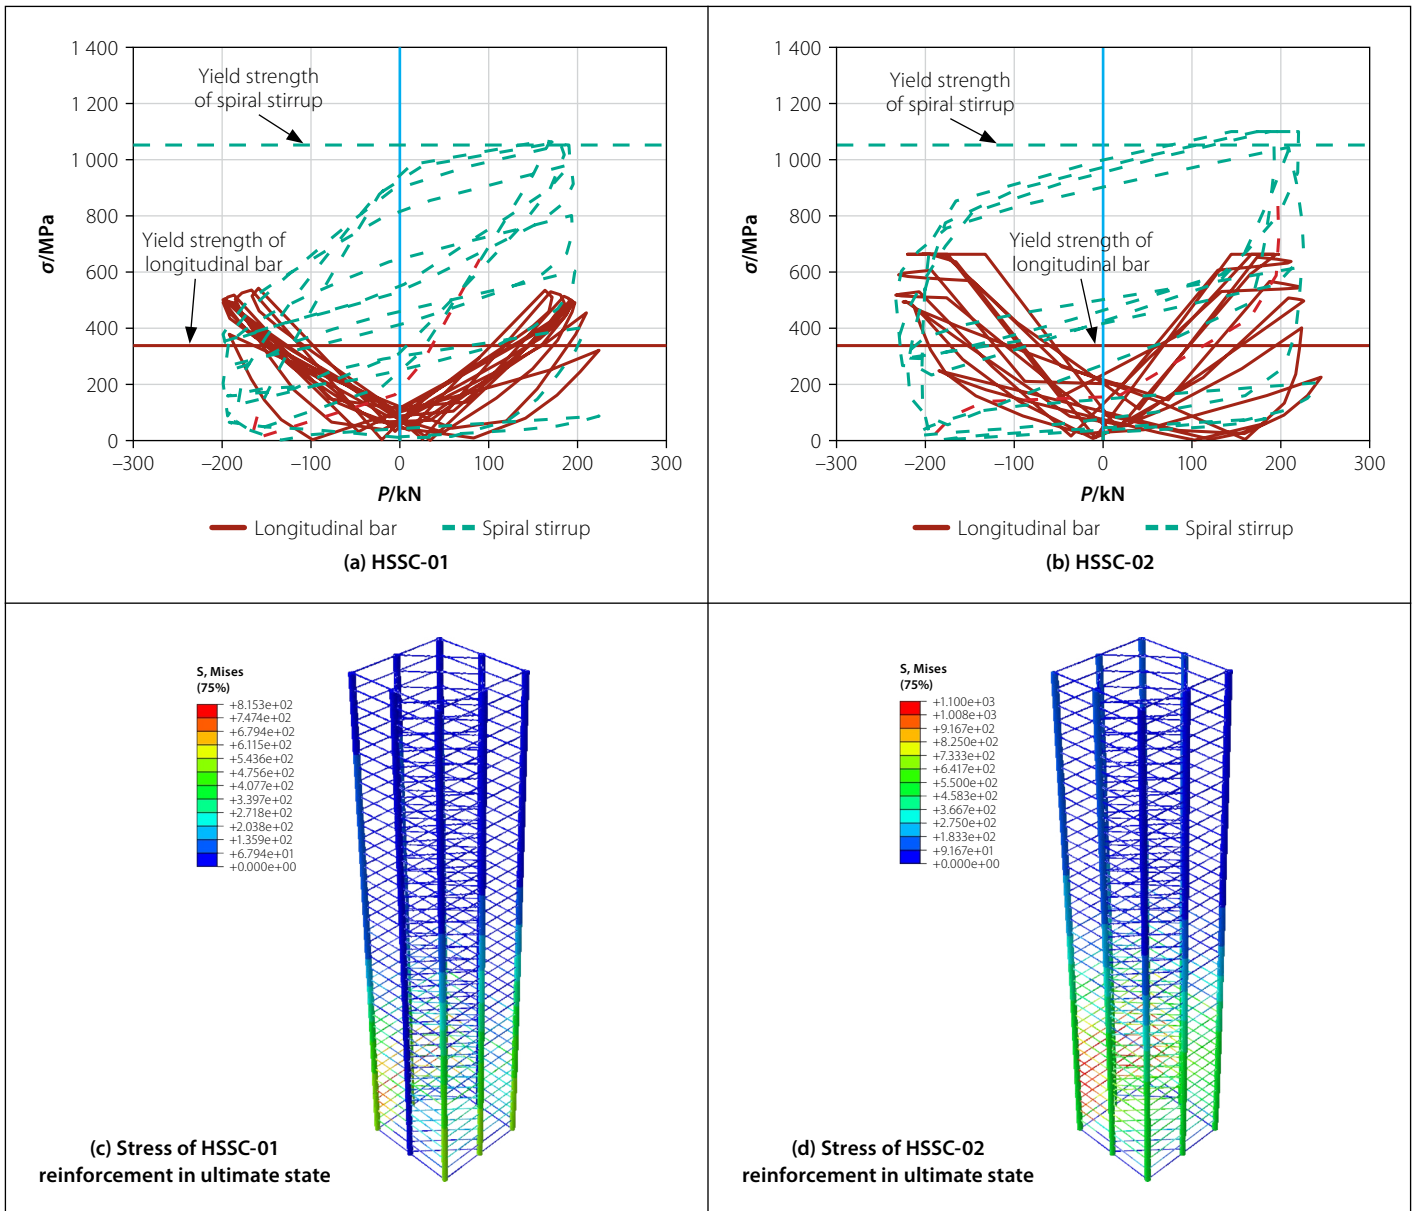 1 400
1 200
1 000
800
600
400
200
0
σ/MPa
Yield strength
of spiral stirrup
Yield strength of
longitudinal bar
–300
–200
–100
0
100
200
300
P/kN
Longitudinal bar
Spiral stirrup
(a) HSSC-01
1 400
1 200
1 000
800
600
400
200
0
σ/MPa
Yield strength
of spiral stirrup
Yield strength of
longitudinal bar
–300
–200
–100
0
100
200
300
P/kN
Longitudinal bar
Spiral stirrup
(b) HSSC-02
S, Mises
(75%)
+8.153e+02
+7.474e+02
+6.794e+02
+6.115e+02
+5.436e+02
+4.756e+02
+4.077e+02
+3.397e+02
+2.718e+02
+2.038e+02
+1.359e+02
+6.794e+01
+0.000e+00
(c) Stress of HSSC-01
reinforcement in ultimate state
S, Mises
(75%)
+1.100e+03
+1.008e+03
+9.167e+02
+8.250e+02
+7.333e+02
+6.417e+02
+5.500e+02
+4.583e+02
+3.667e+02
+2.750e+02
+1.833e+02
+9.167e+01
+0.000e+00
(d) Stress of HSSC-02
reinforcement in ultimate state